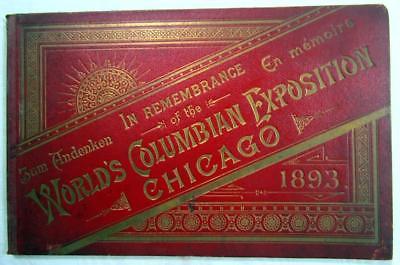 Zum Andenken
In Remembrance
En mémoire
of the
World's Columbian Exposition
Chicago
1893.